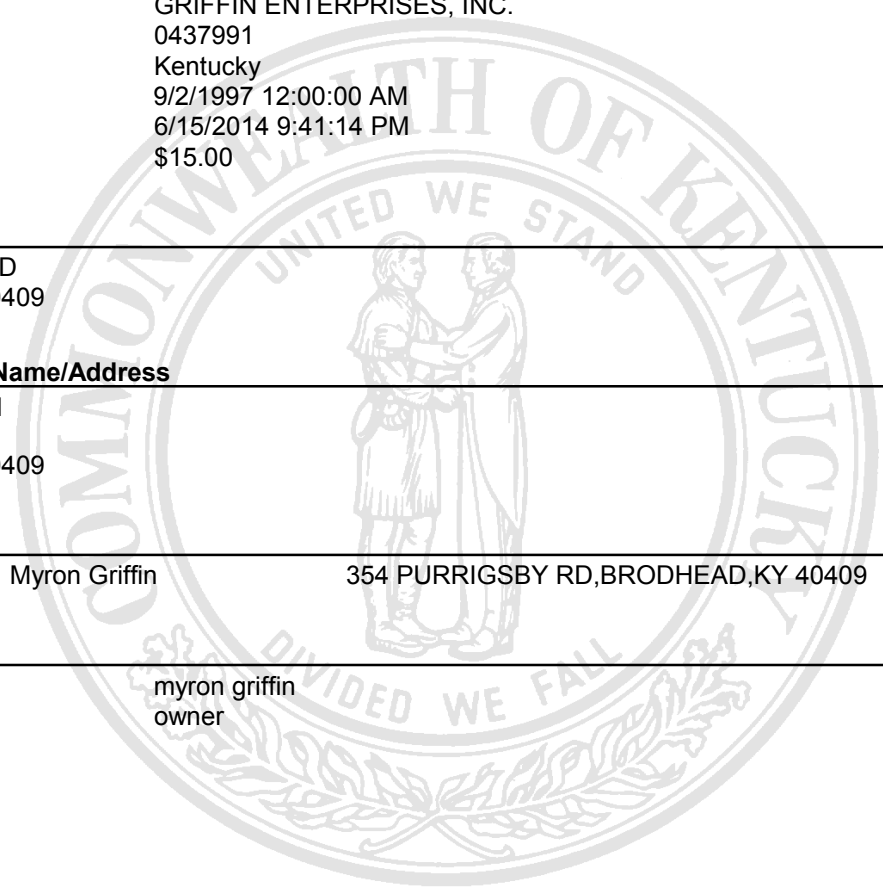 GRIFFIN ENTERPRISES, INC.
0437991
Kentucky
9/2/1997 12:00:00 AM
6/15/2014 9:41:14 PM
$15.00
D
0409
Name/Address
0409
Myron Griffin 354 PURRIGSBY RD,BRODHEAD,KY 40409
myron griffin
owner
COMMONWEALTH OF KENTUCKY
UNITED WE STAND
DIVIDED WE FALL